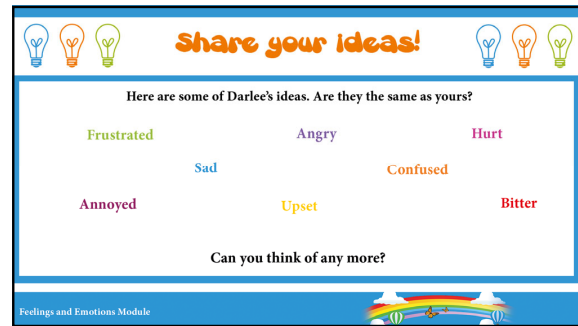 Share your ideas!
Here are some of Darlee's ideas. Are they the same as yours?
Frustrated Angry Hurt
Sad Confused
Annoyed Upset Bitter
Can you think of any more?
Feelings and Emotions Module